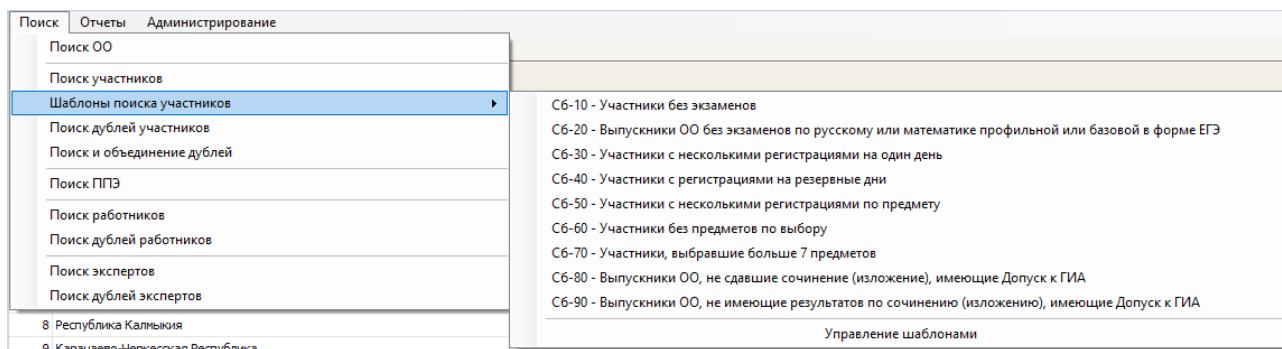 Поиск Отчеты Администрирование
Поиск ОО
Поиск участников
Шаблоны поиска участников
Поиск дублей участников
Поиск и объединение дублей
Поиск ППЭ
Поиск работников
Поиск дублей работников
Поиск экспертов
Поиск дублей экспертов
С6-10 - Участники без экзаменов
С6-20 - Выпускники ОО без экзаменов по русскому или математике профильной или базовой в форме ЕГЭ
С6-30 - Участники с несколькими регистрациями на один день
С6-40 - Участники с регистрациями на резервные дни
С6-50 - Участники с несколькими регистрациями по предмету
С6-60 - Участники без предметов по выбору
С6-70 - Участники, выбравшие больше 7 предметов
С6-80 - Выпускники ОО, не сдавшие сочинение (изложение), имеющие Допуск к ГИА
С6-90 - Выпускники ОО, не имеющие результатов по сочинению (изложению), имеющие Допуск к ГИА
Управление шаблонами
8 Республика Калмыкия
9 Карачаево-Черкесская Республика